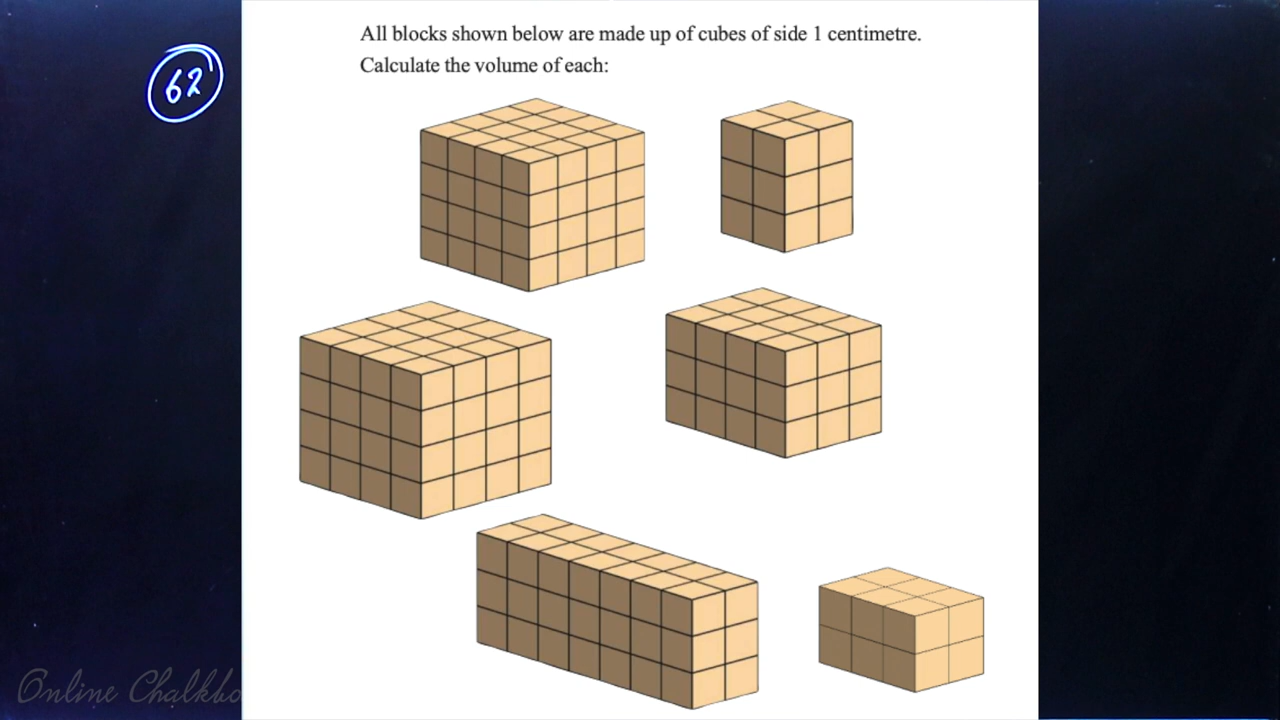 All blocks shown below are made up of cubes of side 1 centimetre.
Calculate the volume of each:
62
Online